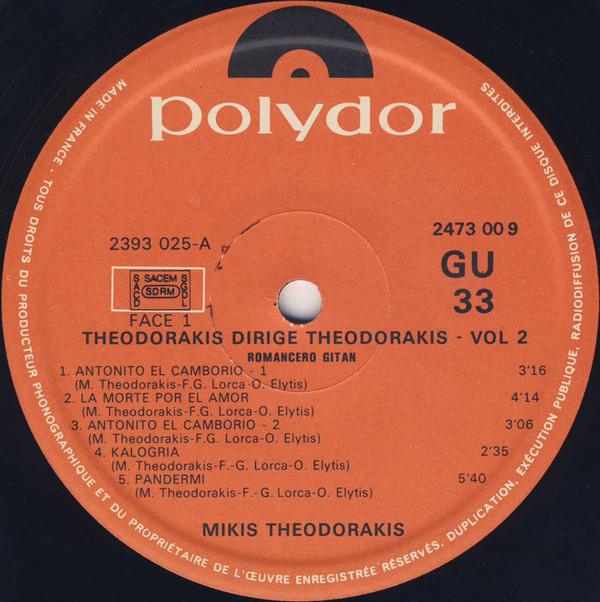 polydor
2393 025-A
2473 009
GU
33
SACD
SACEM
SDRM
SGDL
FACE 1
THEODORAKIS DIRIGE THEODORAKIS - VOL 2
ROMANCERO GITAN
1. ANTONITO EL CAMBORIO - 1 3'16
(M. Theodorakis-F.G. Lorca-O. Elytis)
2. LA MORTE POR EL AMOR 4'14
(M. Theodorakis-F.G. Lorca-O. Elytis)
3. ANTONITO EL CAMBORIO - 2 3'06
(M. Theodorakis-F.G. Lorca-O. Elytis)
4. KALOGRIA 2'35
(M. Theodorakis-F.-G. Lorca-O. Elytis)
5. PANDERMI 5'40
(M. Theodorakis-F.-G. Lorca-O. Elytis)
MIKIS THEODORAKIS
MADE IN FRANCE - TOUS DROITS DU PRODUCTEUR PHONOGRAPHIQUE ET DU PROPRIÉTAIRE DE L'ŒUVRE ENREGISTRÉE RÉSERVÉS. DUPLICATION, EXÉCUTION PUBLIQUE, RADIODIFFUSION DE CE DISQUE INTERDITES